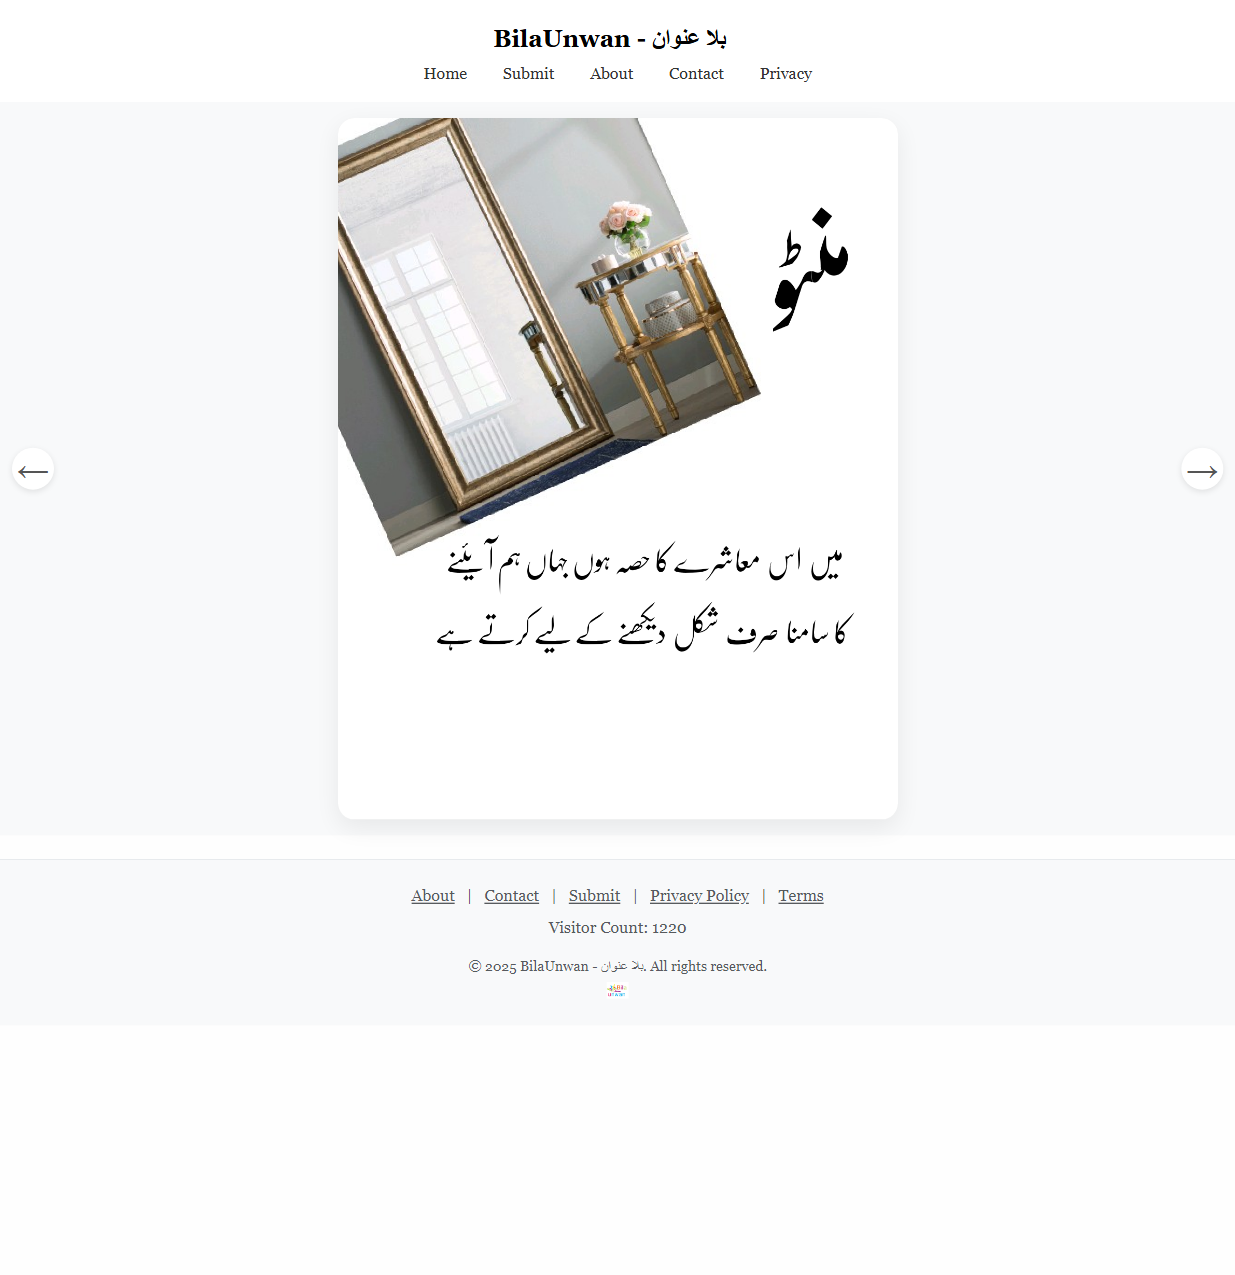 BilaUnwan - بلا عنوان
Home Submit About Contact Privacy
منٹو
←
→
میں اس معاشرے کا حصہ ہوں جہاں ہم آیئنے
کا سامنا صرف شکل دیکھنے کے لیے کرتے ہے
About | Contact | Submit | Privacy Policy | Terms
Visitor Count: 1220
© 2025 BilaUnwan - بلا عنوان. All rights reserved.